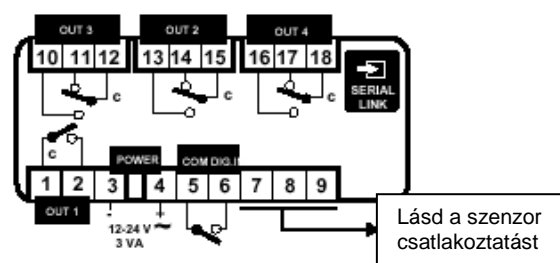 OUT 3 OUT 2 OUT 4
10 11 12 13 14 15 16 17 18
c c c
SERIAL
LINK
c
POWER COM DIG.IN
1 2 3 4 5 6 7 8 9
OUT 1
- +
12-24 V ~
3 VA
Lásd a szenzor
csatlakoztatást